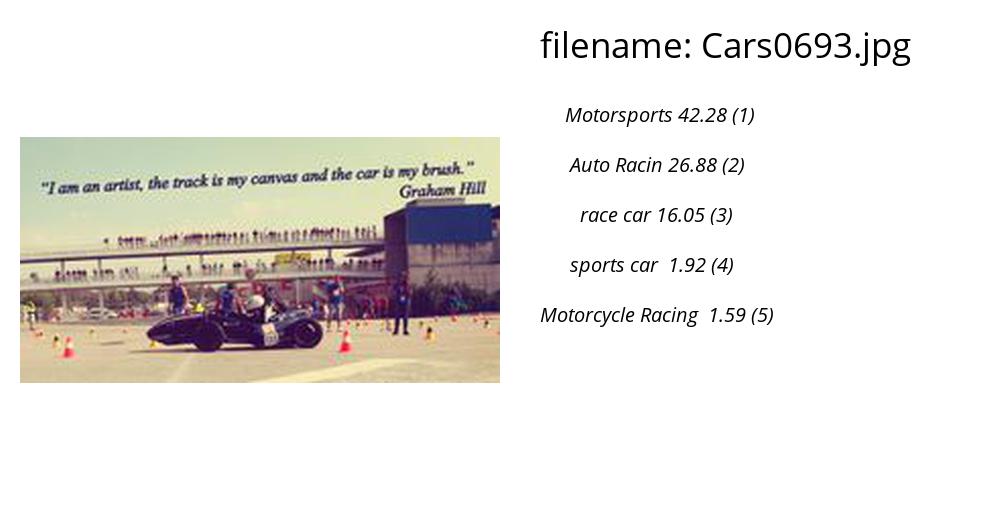 filename: Cars0693.jpg
Motorsports 42.28 (1)
Auto Racin 26.88 (2)
race car 16.05 (3)
sports car 1.92 (4)
Motorcycle Racing 1.59 (5)
"I am an artist, the track is my canvas and the car is my brush."
Graham Hill